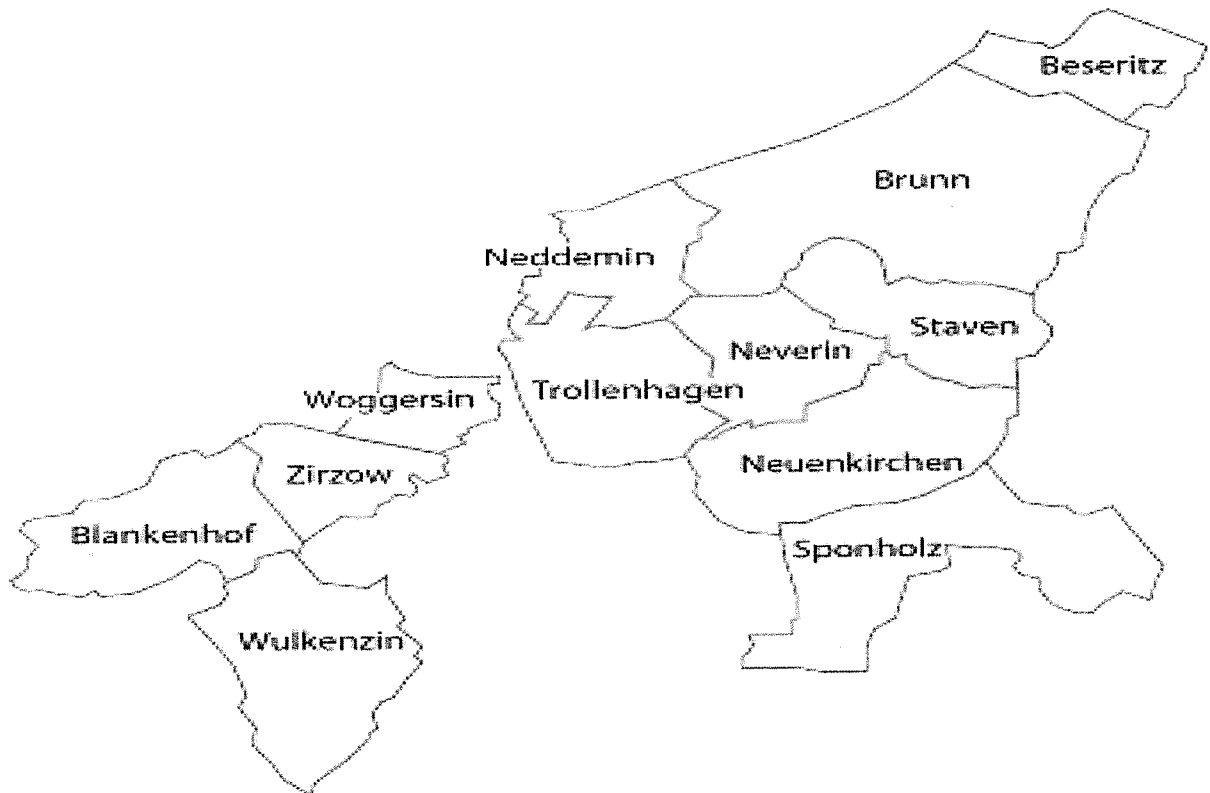 Beseritz
Brunn
Neddemin
Staven
Neverin
Trollenhagen
Woggersin
Neuenkirchen
Zirzow
Blankenhof
Sponholz
Wulkenzin